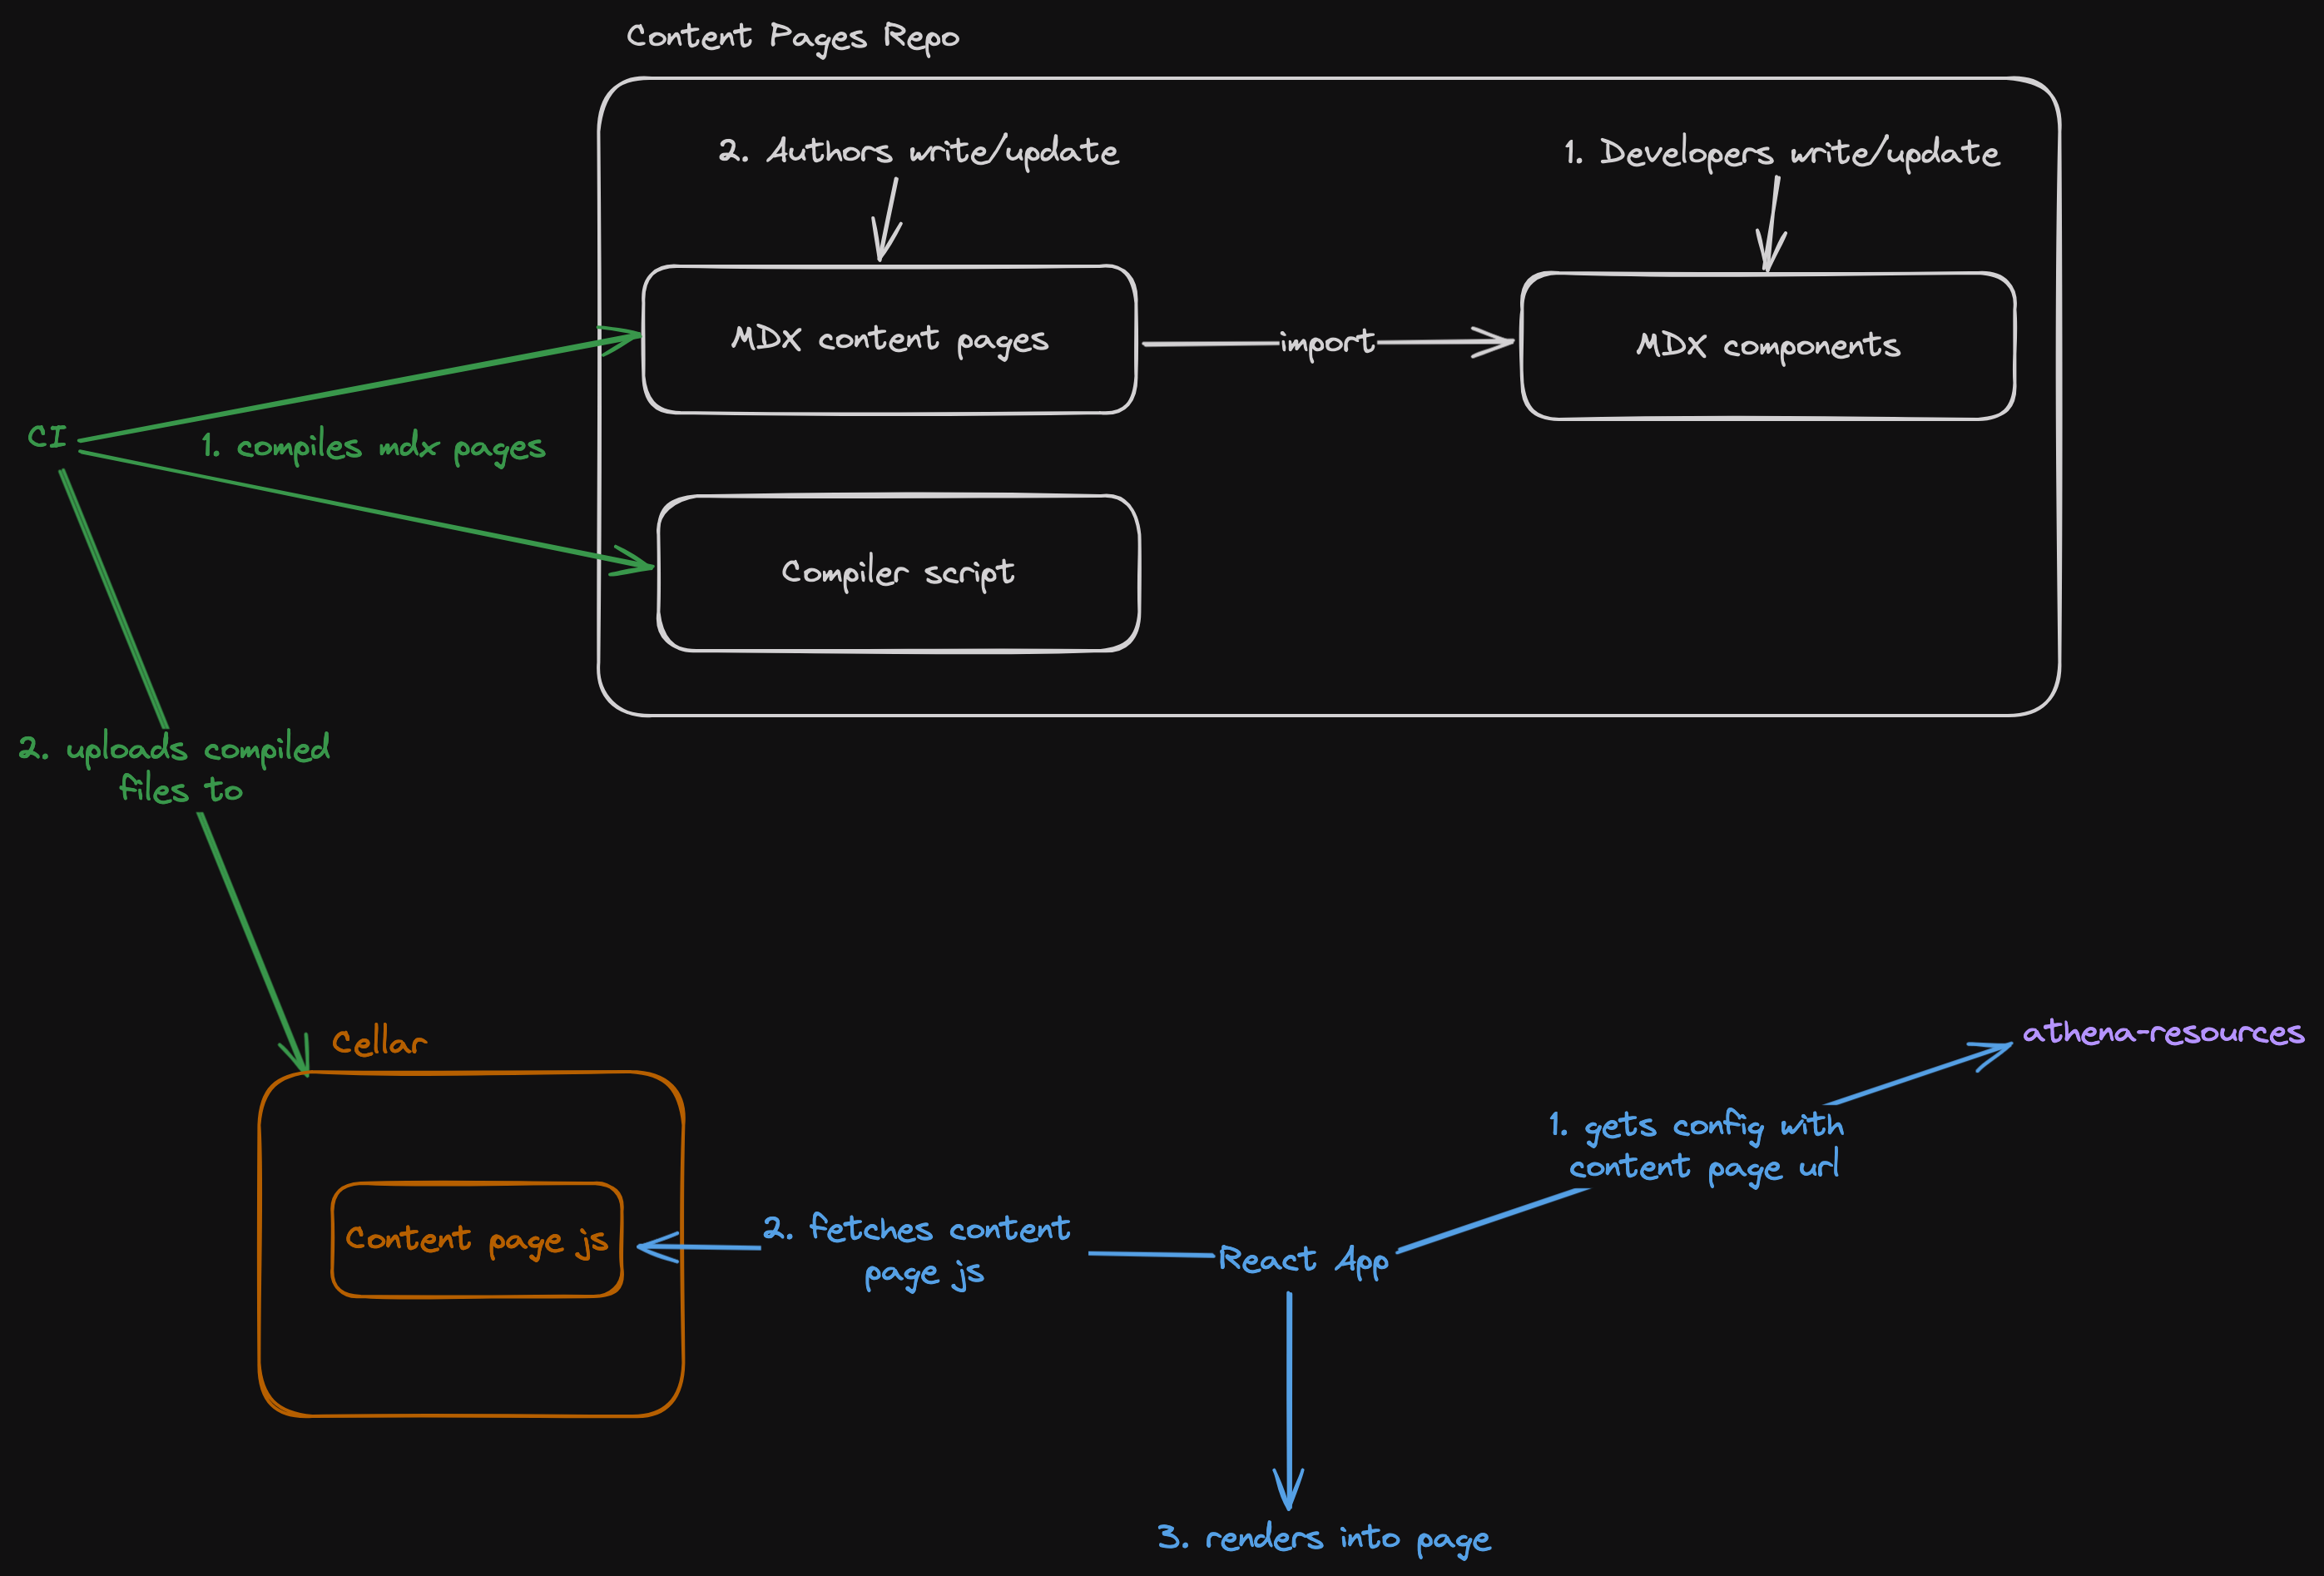 Content Pages Repo
2. Authors write/update
1. Developers write/update
MDX content pages
import
MDX components
CI
1. compiles mdx pages
Compiler script
2. uploads compiled
files to
Cellar
athena-resources
1. gets config with
content page url
Content page js
2. fetches content
page js
React App
3. renders into page